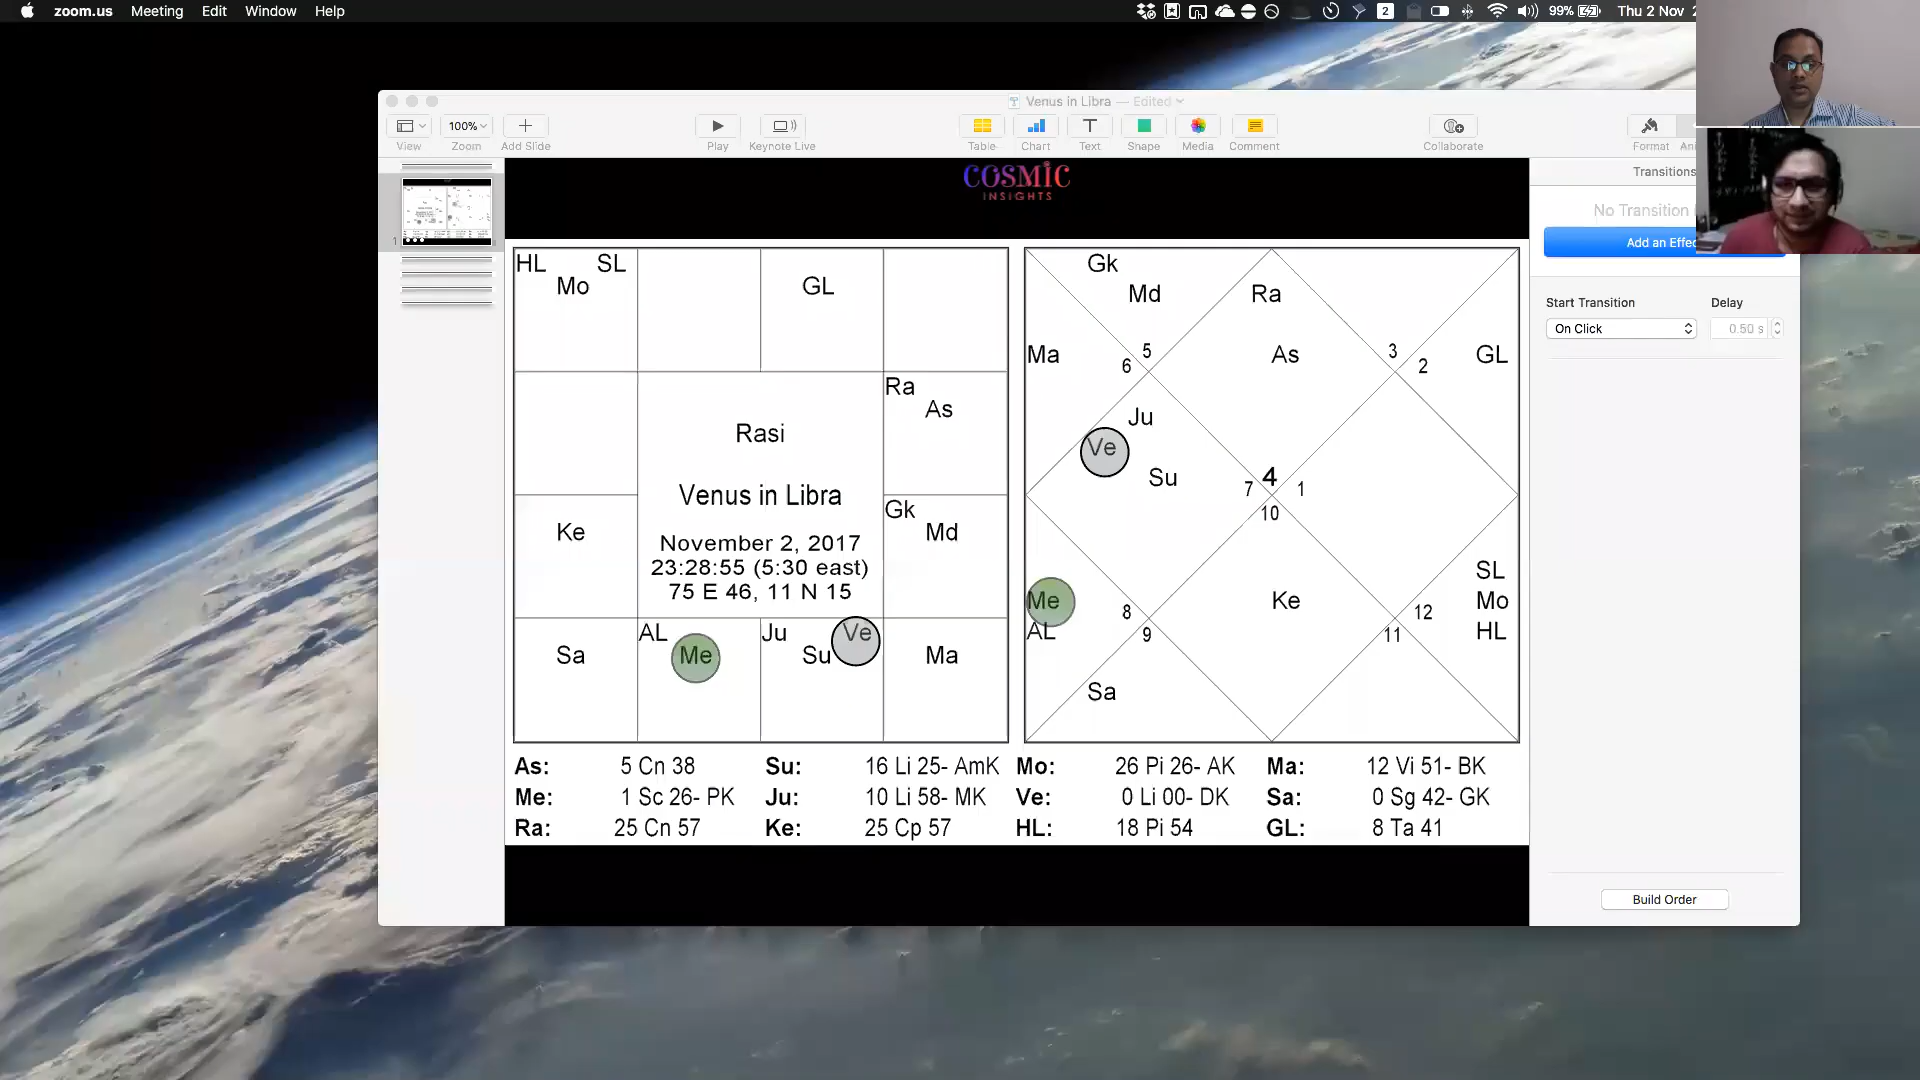 zoom.us Meeting Edit Window Help 2 99% Thu 2 Nov
Venus in Libra — Edited
100%
View Zoom Add Slide Play Keynote Live Table Chart Text Shape Media Comment Collaborate Format
COSMIC
INSIGHTS
Transitions
No Transition
Add an Effec
Start Transition Delay
On Click 0.50 s
Build Order
1
HL SL
Mo
GL
Ra
As
Rasi
Venus in Libra
November 2, 2017
23:28:55 (5:30 east)
75 E 46, 11 N 15
Ke
Gk
Md
Sa
AL
Me
Ju Ve
Su
Ma
Gk
Md
Ra
Ma
As
GL
5
6
3
2
Ju
Ve
Su
4
7
1
10
Me
AL
8
9
Ke
SL
Mo
HL
12
11
Sa
As: 5 Cn 38 Su: 16 Li 25- AmK Mo: 26 Pi 26- AK Ma: 12 Vi 51- BK
Me: 1 Sc 26- PK Ju: 10 Li 58- MK Ve: 0 Li 00- DK Sa: 0 Sg 42- GK
Ra: 25 Cn 57 Ke: 25 Cp 57 HL: 18 Pi 54 GL: 8 Ta 41